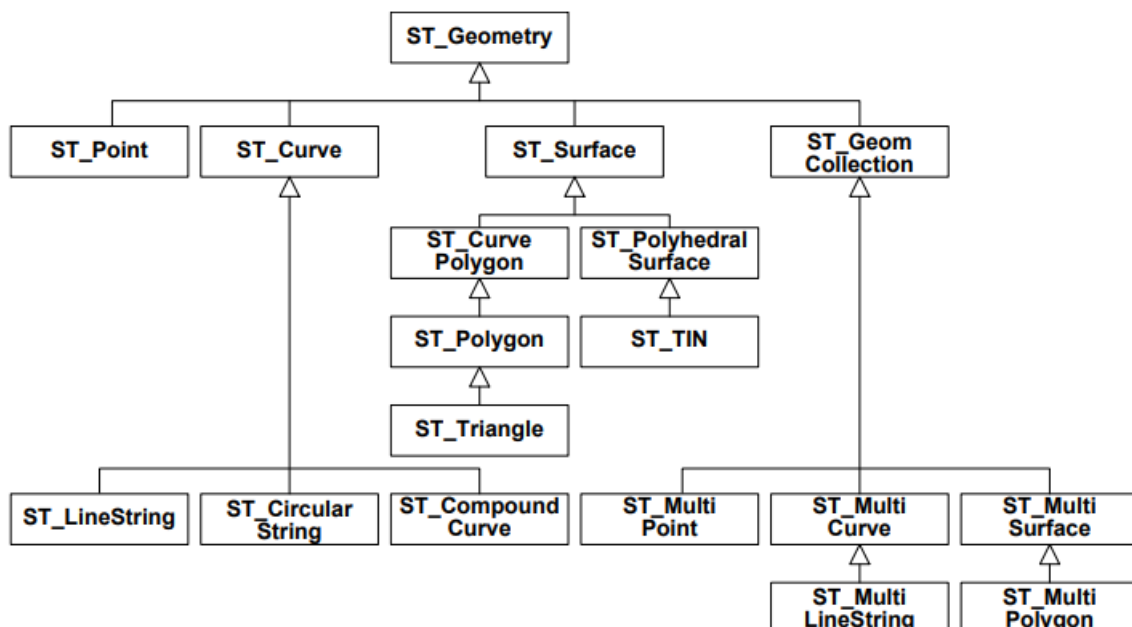 ST_Geometry
ST_Point
ST_Curve
ST_Surface
ST_Geom
Collection
ST_Curve
Polygon
ST_Polyhedral
Surface
ST_Polygon
ST_TIN
ST_Triangle
ST_LineString
ST_Circular
String
ST_Compound
Curve
ST_Multi
Point
ST_Multi
Curve
ST_Multi
Surface
ST_Multi
LineString
ST_Multi
Polygon